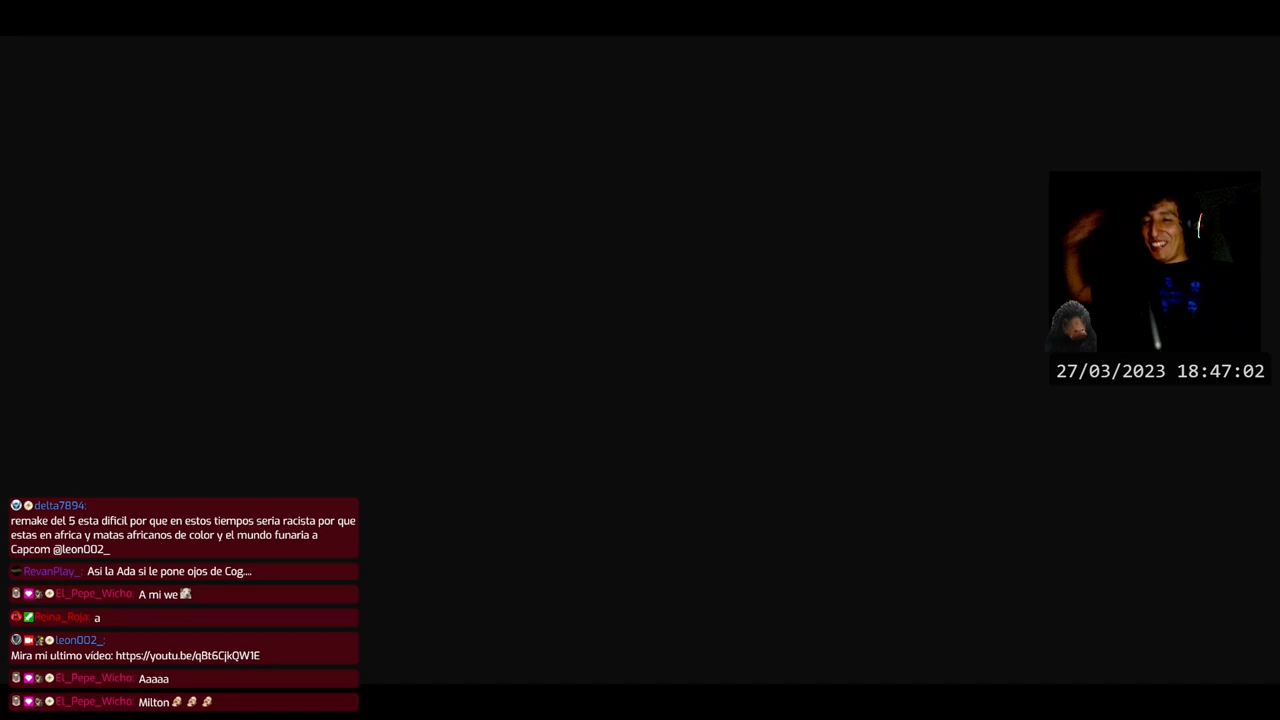 27/03/2023 18:47:02
delta7894:
remake del 5 esta dificil por que en estos tiempos seria racista por que
estas en africa y matas africanos de color y el mundo funaria a
Capcom @leon002_
RevanPlay_: Asi la Ada si le pone ojos de Cog....
El_Pepe_Wicho: A mi we
Reina_Roja: a
leon002_:
Mira mi ultimo vídeo: https://youtu.be/qBt6CjkQW1E
El_Pepe_Wicho: Aaaaa
El_Pepe_Wicho: Milton